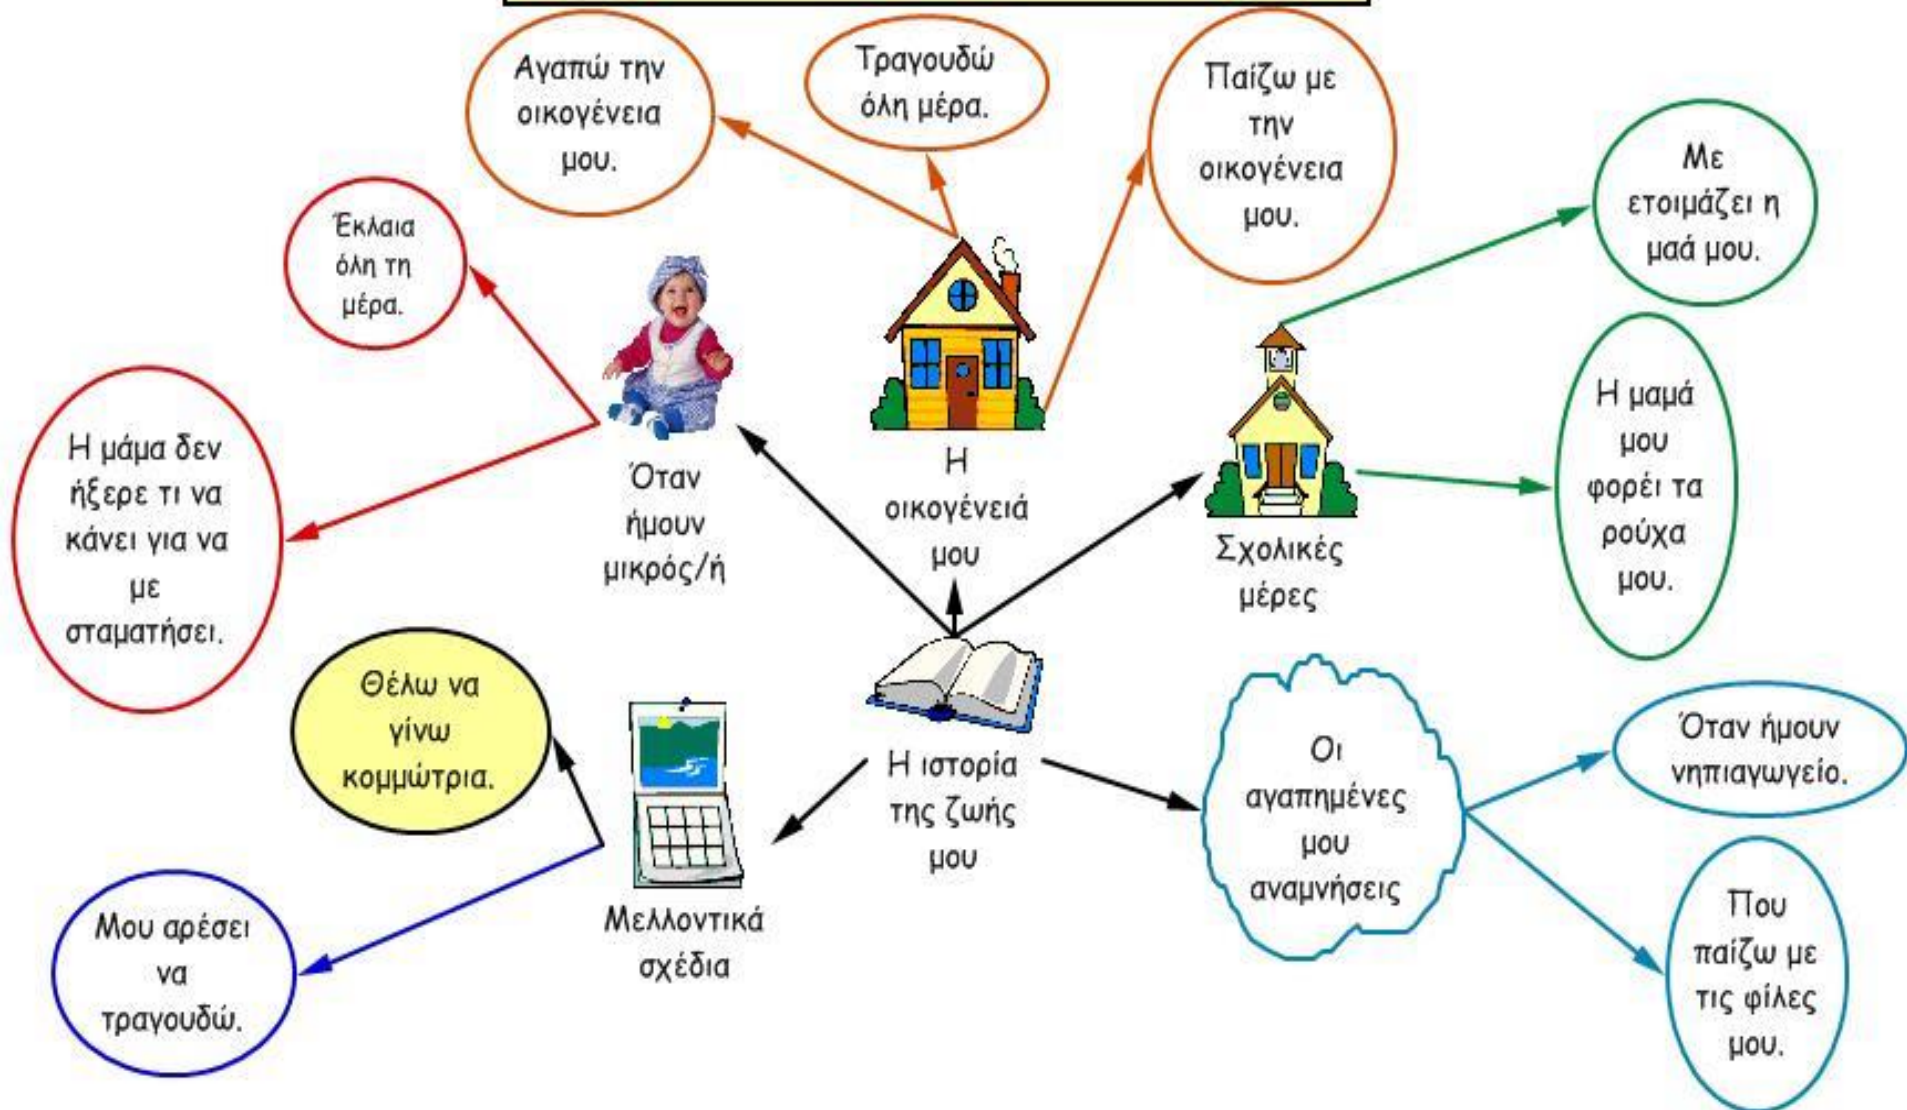 Αγαπώ την
οικογένεια
μου.
Τραγουδώ
όλη μέρα.
Παίζω με
την
οικογένεια
μου.
Με
ετοιμάζει η
μαά μου.
Έκλαια
όλη τη
μέρα.
Η μάμα δεν
ήξερε τι να
κάνει για να
με
σταματήσει.
Όταν
ήμουν
μικρός/ή
Η
οικογένειά
μου
Σχολικές
μέρες
Η μαμά
μου
φορέι τα
ρούχα
μου.
Θέλω να
γίνω
κομμώτρια.
Η ιστορία
της ζωής
μου
Οι
αγαπημένες
μου
αναμνήσεις
Όταν ήμουν
νηπιαγωγείο.
Μου αρέσει
να
τραγουδώ.
Μελλοντικά
σχέδια
Που
παίζω με
τις φίλες
μου.